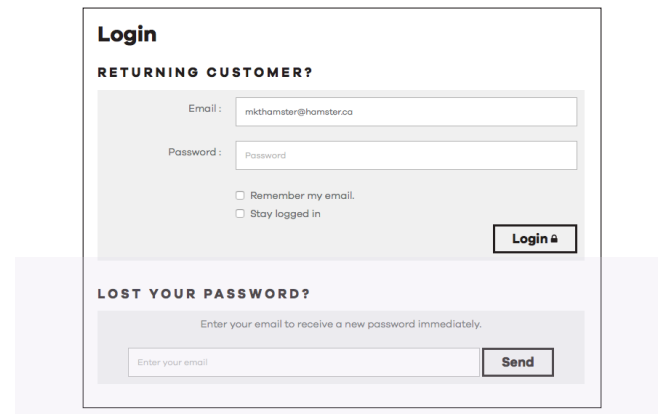 Login
RETURNING CUSTOMER?
Email :
mkthamster@hamster.ca
Password :
Password
Remember my email.
Stay logged in
Login
LOST YOUR PASSWORD?
Enter your email to receive a new password immediately.
Enter your email
Send